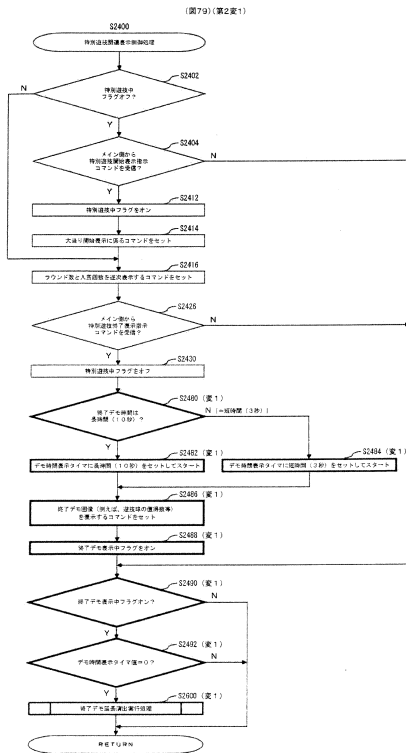 (図79)(第2変1)
S2400
特別遊技関連表示制御処理
S2402
特別遊技中
フラグオフ?
N
Y
S2404
メイン側から
特別遊技開始表示指示
コマンドを受信?
N
Y
S2412
特別遊技中フラグをオン
S2414
大当り開始表示に係るコマンドをセット
S2416
ラウンド数と入賞個数を逐次表示するコマンドをセット
S2426
メイン側から
特別遊技終了表示指示
コマンドを受信?
N
Y
S2430
特別遊技中フラグをオフ
S2480 (変1)
終了デモ時間は
長時間(10秒)?
N (=短時間(3秒))
Y
S2482 (変1)
S2484 (変1)
デモ時間表示タイマに長時間(10秒)をセットしてスタート
デモ時間表示タイマに短時間(3秒)をセットしてスタート
S2486 (変1)
終了デモ画像(例えば、遊技球の獲得数等)
を表示するコマンドをセット
S2488 (変1)
終了デモ表示中フラグをオン
S2490 (変1)
終了デモ表示中フラグオン?
N
Y
S2492 (変1)
デモ時間表示タイマ値=0?
N
Y
S2600 (変1)
終了デモ延長演出実行処理
RETURN